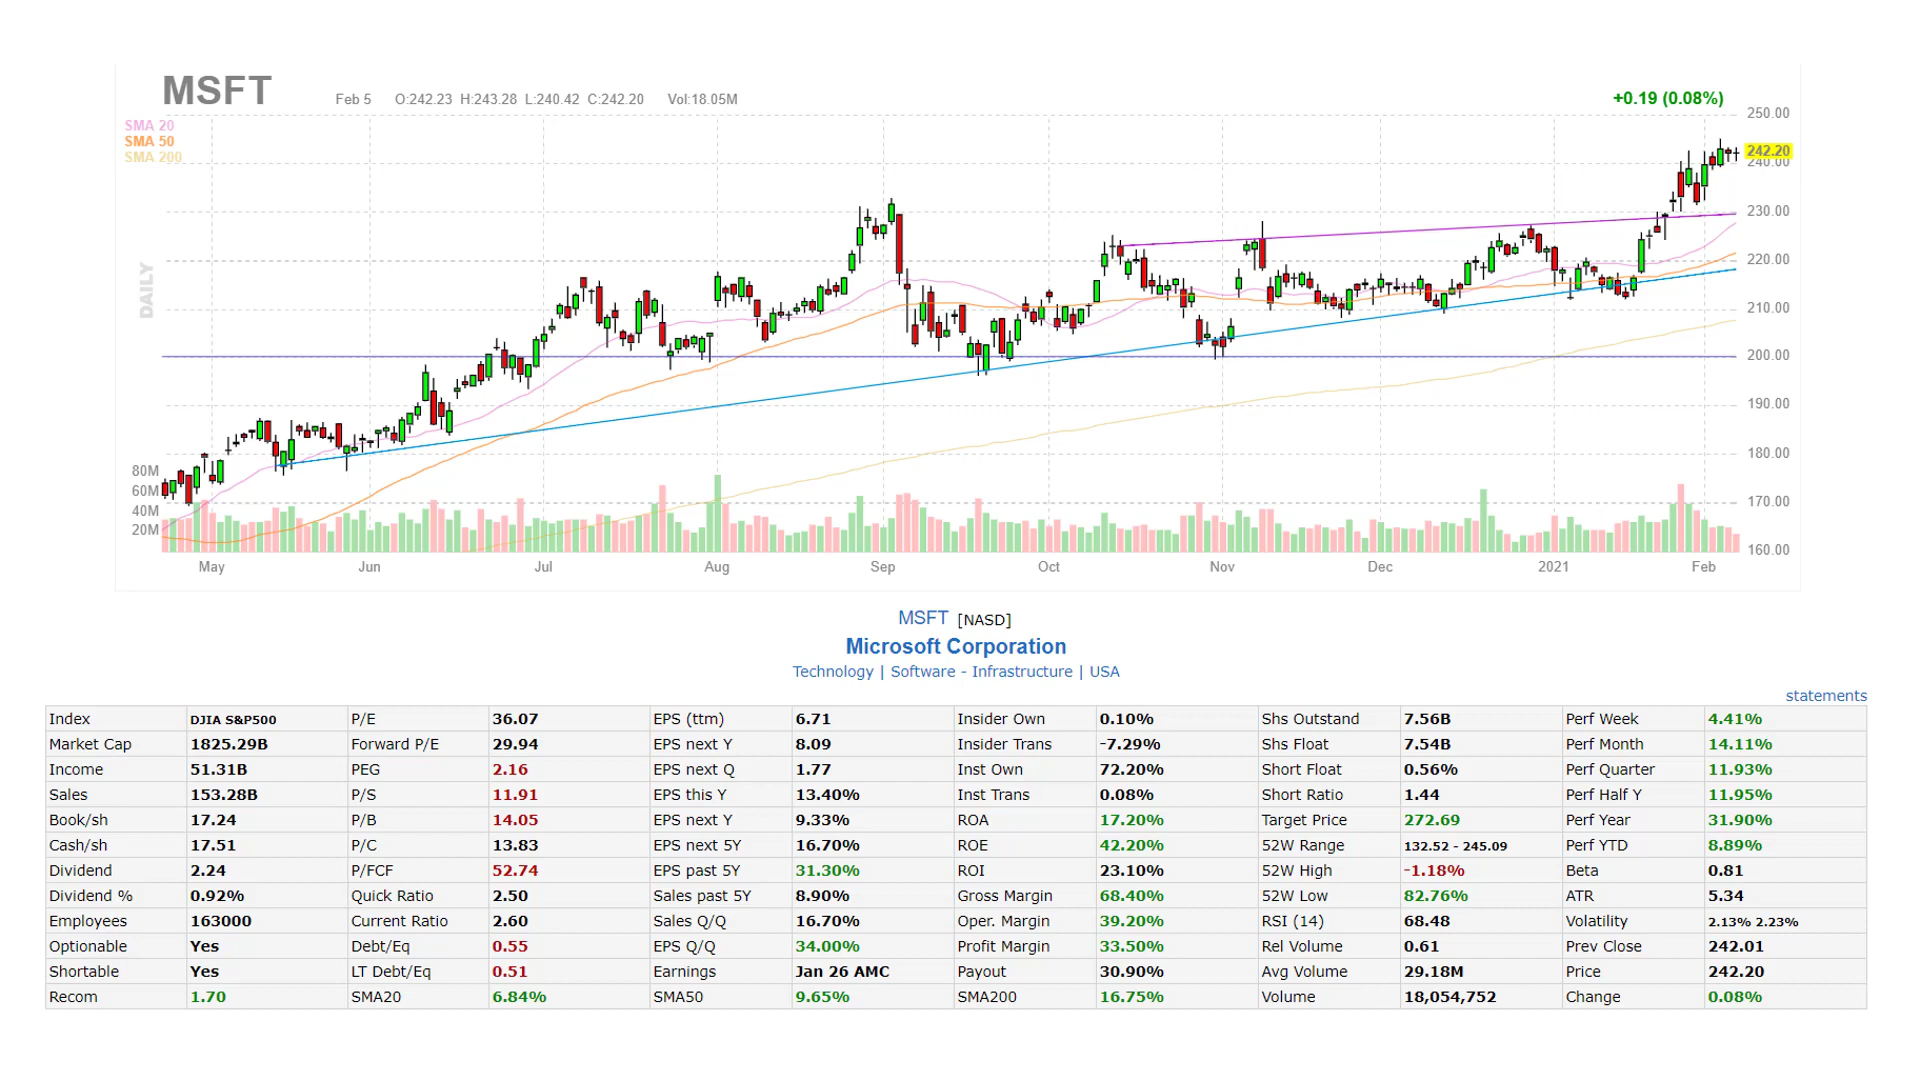 MSFT
Feb 5 O:242.23 H:243.28 L:240.42 C:242.20 Vol:18.05M
+0.19 (0.08%)
SMA 20
SMA 50
SMA 200
DAILY
250.00
242.20
240.00
230.00
220.00
210.00
200.00
190.00
180.00
170.00
160.00
80M
60M
40M
20M
May Jun Jul Aug Sep Oct Nov Dec 2021 Feb
MSFT [NASD]
Microsoft Corporation
Technology | Software - Infrastructure | USA
statements
Index DJIA S&P500 P/E 36.07 EPS (ttm) 6.71 Insider Own 0.10% Shs Outstand 7.56B Perf Week 4.41%
Market Cap 1825.29B Forward P/E 29.94 EPS next Y 8.09 Insider Trans -7.29% Shs Float 7.54B Perf Month 14.11%
Income 51.31B PEG 2.16 EPS next Q 1.77 Inst Own 72.20% Short Float 0.56% Perf Quarter 11.93%
Sales 153.28B P/S 11.91 EPS this Y 13.40% Inst Trans 0.08% Short Ratio 1.44 Perf Half Y 11.95%
Book/sh 17.24 P/B 14.05 EPS next Y 9.33% ROA 17.20% Target Price 272.69 Perf Year 31.90%
Cash/sh 17.51 P/C 13.83 EPS next 5Y 16.70% ROE 42.20% 52W Range 132.52 - 245.09 Perf YTD 8.89%
Dividend 2.24 P/FCF 52.74 EPS past 5Y 31.30% ROI 23.10% 52W High -1.18% Beta 0.81
Dividend % 0.92% Quick Ratio 2.50 Sales past 5Y 8.90% Gross Margin 68.40% 52W Low 82.76% ATR 5.34
Employees 163000 Current Ratio 2.60 Sales Q/Q 16.70% Oper. Margin 39.20% RSI (14) 68.48 Volatility 2.13% 2.23%
Optionable Yes Debt/Eq 0.55 EPS Q/Q 34.00% Profit Margin 33.50% Rel Volume 0.61 Prev Close 242.01
Shortable Yes LT Debt/Eq 0.51 Earnings Jan 26 AMC Payout 30.90% Avg Volume 29.18M Price 242.20
Recom 1.70 SMA20 6.84% SMA50 9.65% SMA200 16.75% Volume 18,054,752 Change 0.08%